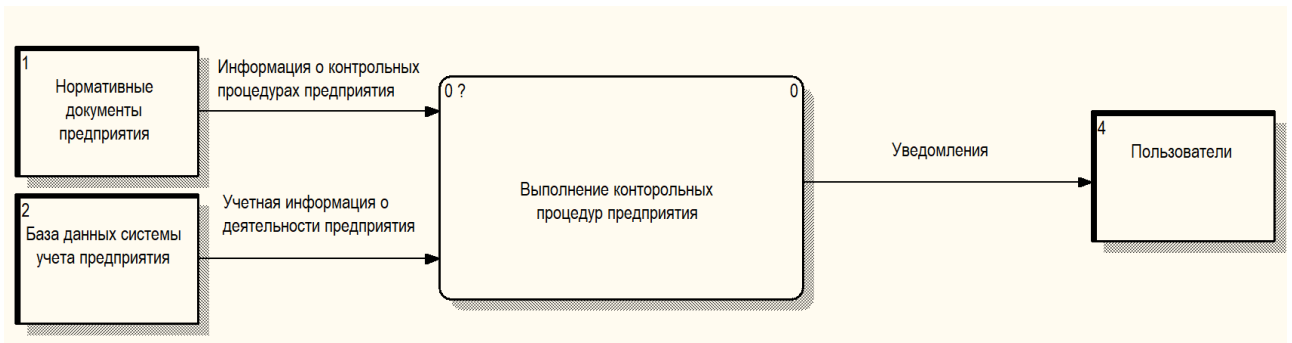 1
Нормативные
документы
предприятия
Информация о контрольных
процедурах предприятия
2
База данных системы
учета предприятия
Учетная информация о
деятельности предприятия
0 ?
0
Выполнение конторольных
процедур предприятия
Уведомления
4
Пользователи